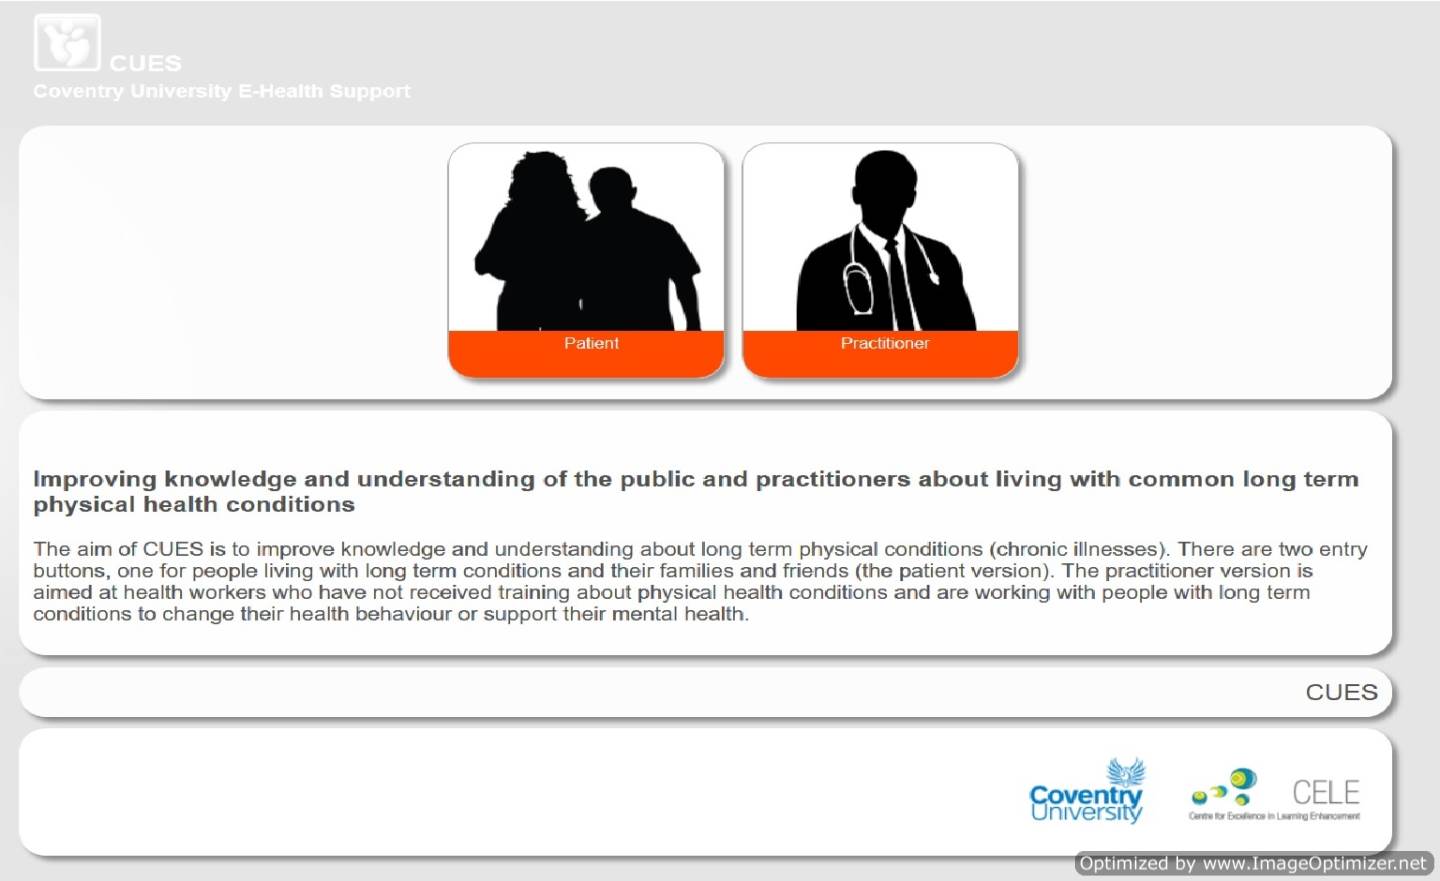 CUES
Coventry University E-Health Support
Patient
Practitioner
Improving knowledge and understanding of the public and practitioners about living with common long term
physical health conditions
The aim of CUES is to improve knowledge and understanding about long term physical conditions (chronic illnesses). There are two entry
buttons, one for people living with long term conditions and their families and friends (the patient version). The practitioner version is
aimed at health workers who have not received training about physical health conditions and are working with people with long term
conditions to change their health behaviour or support their mental health.
CUES
Coventry
University
CELE
Centre for Excellence in Learning Enhancement
Optimized by www.ImageOptimizer.net